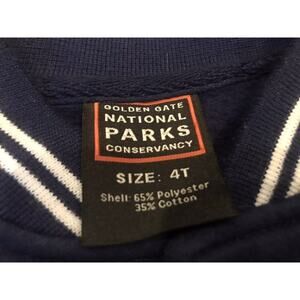 GOLDEN GATE
NATIONAL
PARKS
CONSERVANCY
SIZE: 4T
Shell: 65% Polyester
35% Cotton